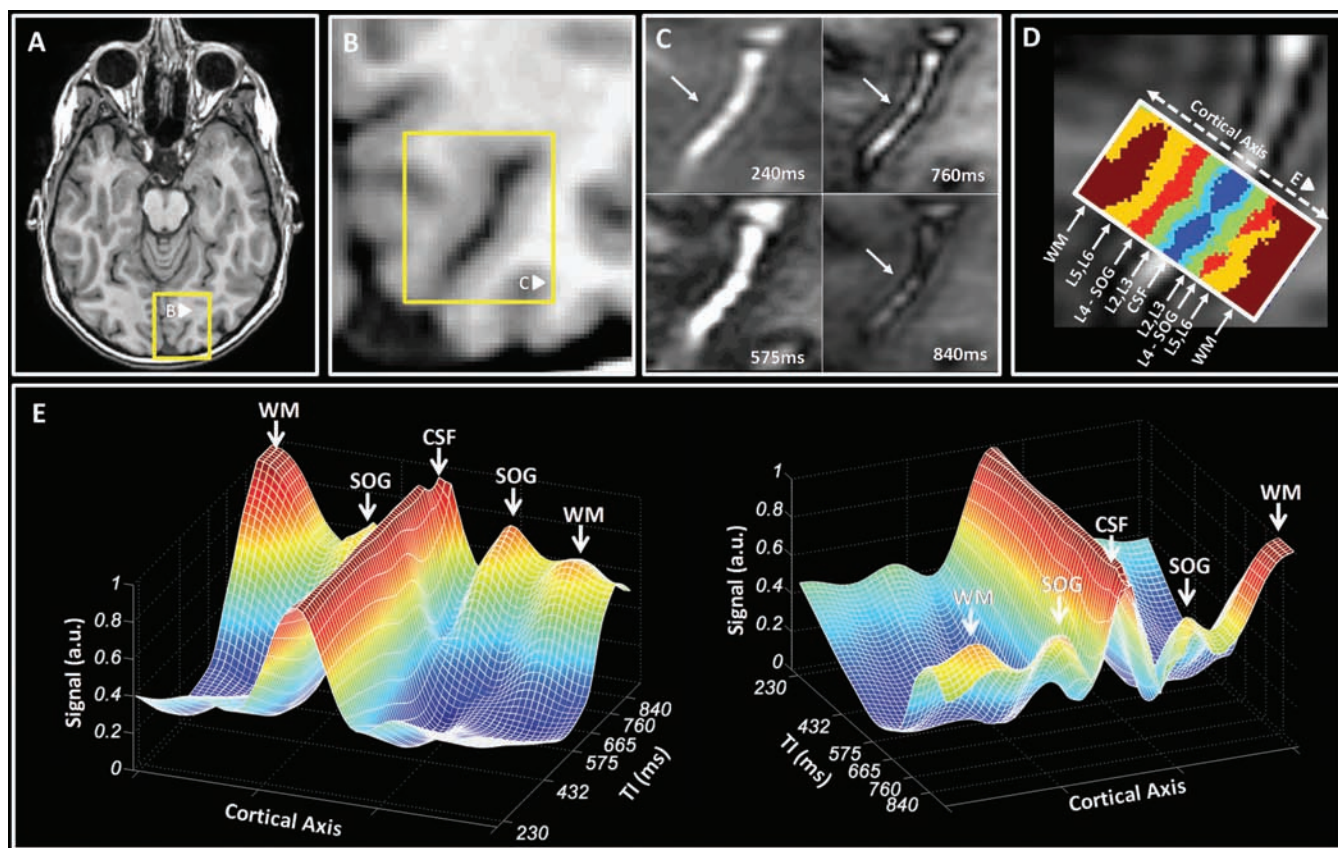 A
B
B
C
C
240ms
760ms
575ms
840ms
D
Cortical Axis
E
WM
L5,L6
L4 - SOG
L2,L3
CSF
L2,L3
L4 - SOG
L5,L6
WM
E
WM
SOG
CSF
SOG
WM
Signal (a.u.)
1
0.8
0.6
0.4
0.2
0
Cortical Axis
230
432
575
665
760
840
TI (ms)
Signal (a.u.)
1
0.8
0.6
0.4
0.2
0
WM
SOG
CSF
SOG
WM
230
432
575
665
760
840
TI (ms)
Cortical Axis